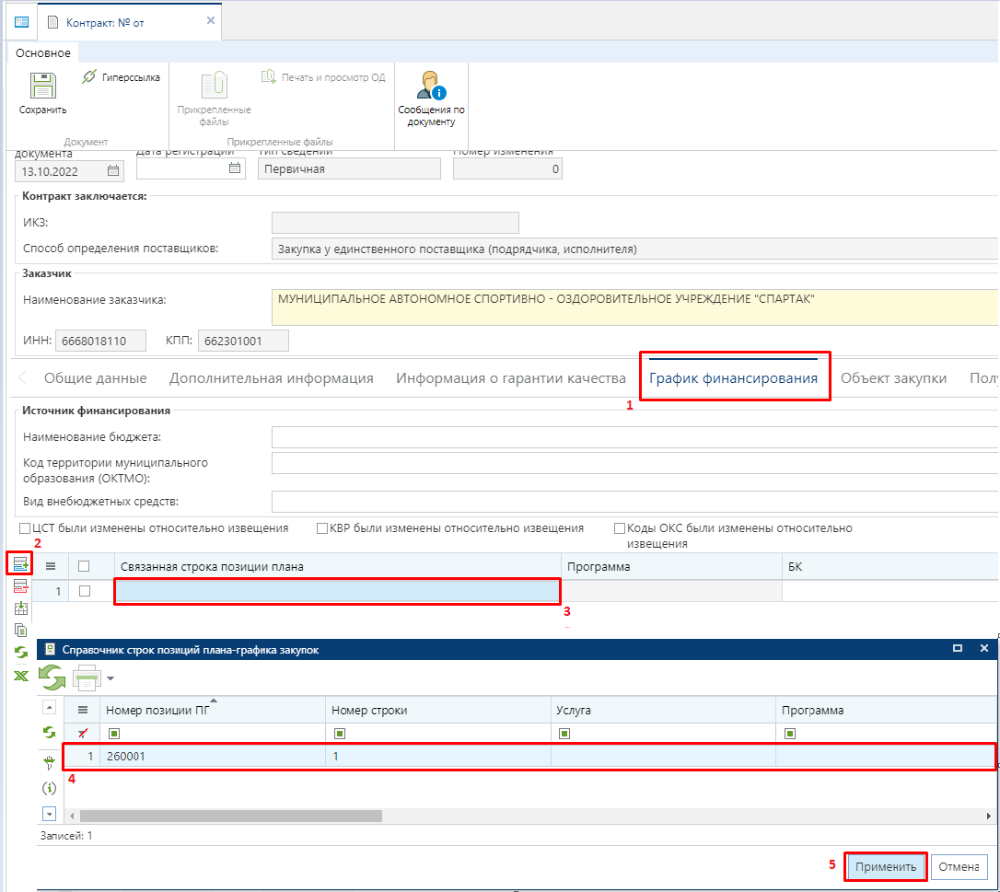 Контракт: № от
Основное
Сохранить
Гиперссылка
Документ
Прикрепленные файлы
Печать и просмотр ОД
Прикрепленные файлы
Сообщения по документу
документа
Дата регистрации
Тип сведений
Номер изменения
13.10.2022
Первичная
0
Контракт заключается:
ИКЗ:
Способ определения поставщиков:
Закупка у единственного поставщика (подрядчика, исполнителя)
Заказчик
Наименование заказчика:
МУНИЦИПАЛЬНОЕ АВТОНОМНОЕ СПОРТИВНО - ОЗДОРОВИТЕЛЬНОЕ УЧРЕЖДЕНИЕ "СПАРТАК"
ИНН: 6668018110 КПП: 662301001
Общие данные Дополнительная информация Информация о гарантии качества График финансирования Объект закупки Полу
1
Источник финансирования
Наименование бюджета:
Код территории муниципального
образования (ОКТМО):
Вид внебюджетных средств:
ЦСТ были изменены относительно извещения
КВР были изменены относительно извещения
Коды ОКС были изменены относительно
извещения
2
Связанная строка позиции плана Программа БК
1
3
Справочник строк позиций плана-графика закупок
Номер позиции ПГ Номер строки Услуга Программа
1 260001 1
4
Записей: 1
5
Применить Отмена